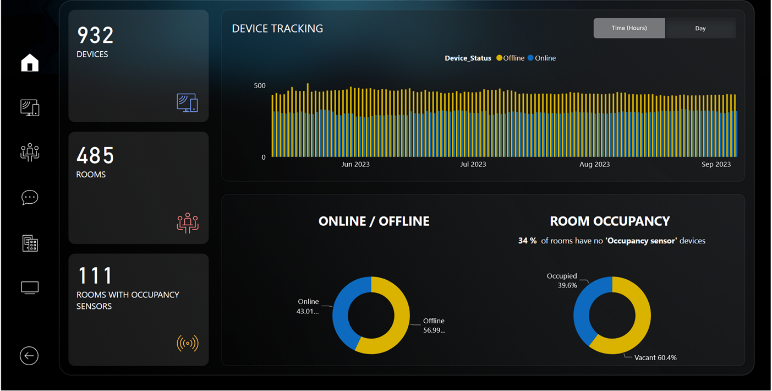 932
DEVICES
485
ROOMS
111
ROOMS WITH OCCUPANCY
SENSORS
DEVICE TRACKING
Time (Hours)
Day
Device_Status Offline Online
500
0
Jun 2023
Jul 2023
Aug 2023
Sep 2023
ONLINE / OFFLINE
Online
43.01...
Offline
56.99...
ROOM OCCUPANCY
34 % of rooms have no 'Occupancy sensor' devices
Occupied
39.6%
Vacant 60.4%